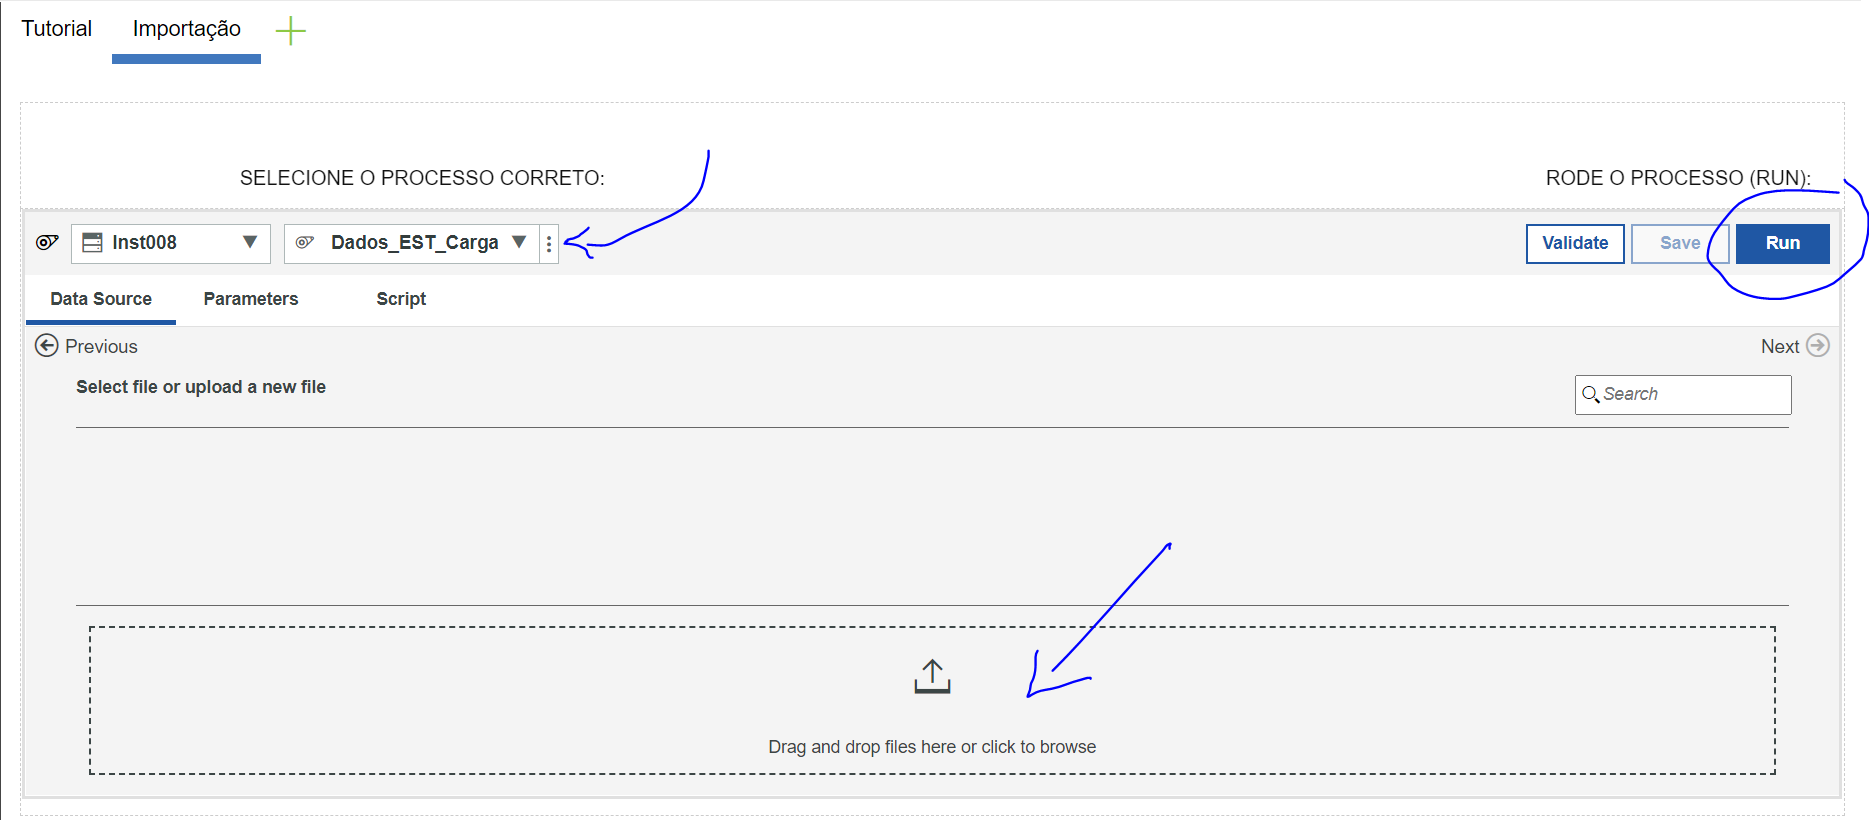 Tutorial Importação
SELECIONE O PROCESSO CORRETO: RODE O PROCESSO (RUN):
Inst008 Dados_EST_Carga Validate Save Run
Data Source Parameters Script
Previous Next
Select file or upload a new file Search
Drag and drop files here or click to browse